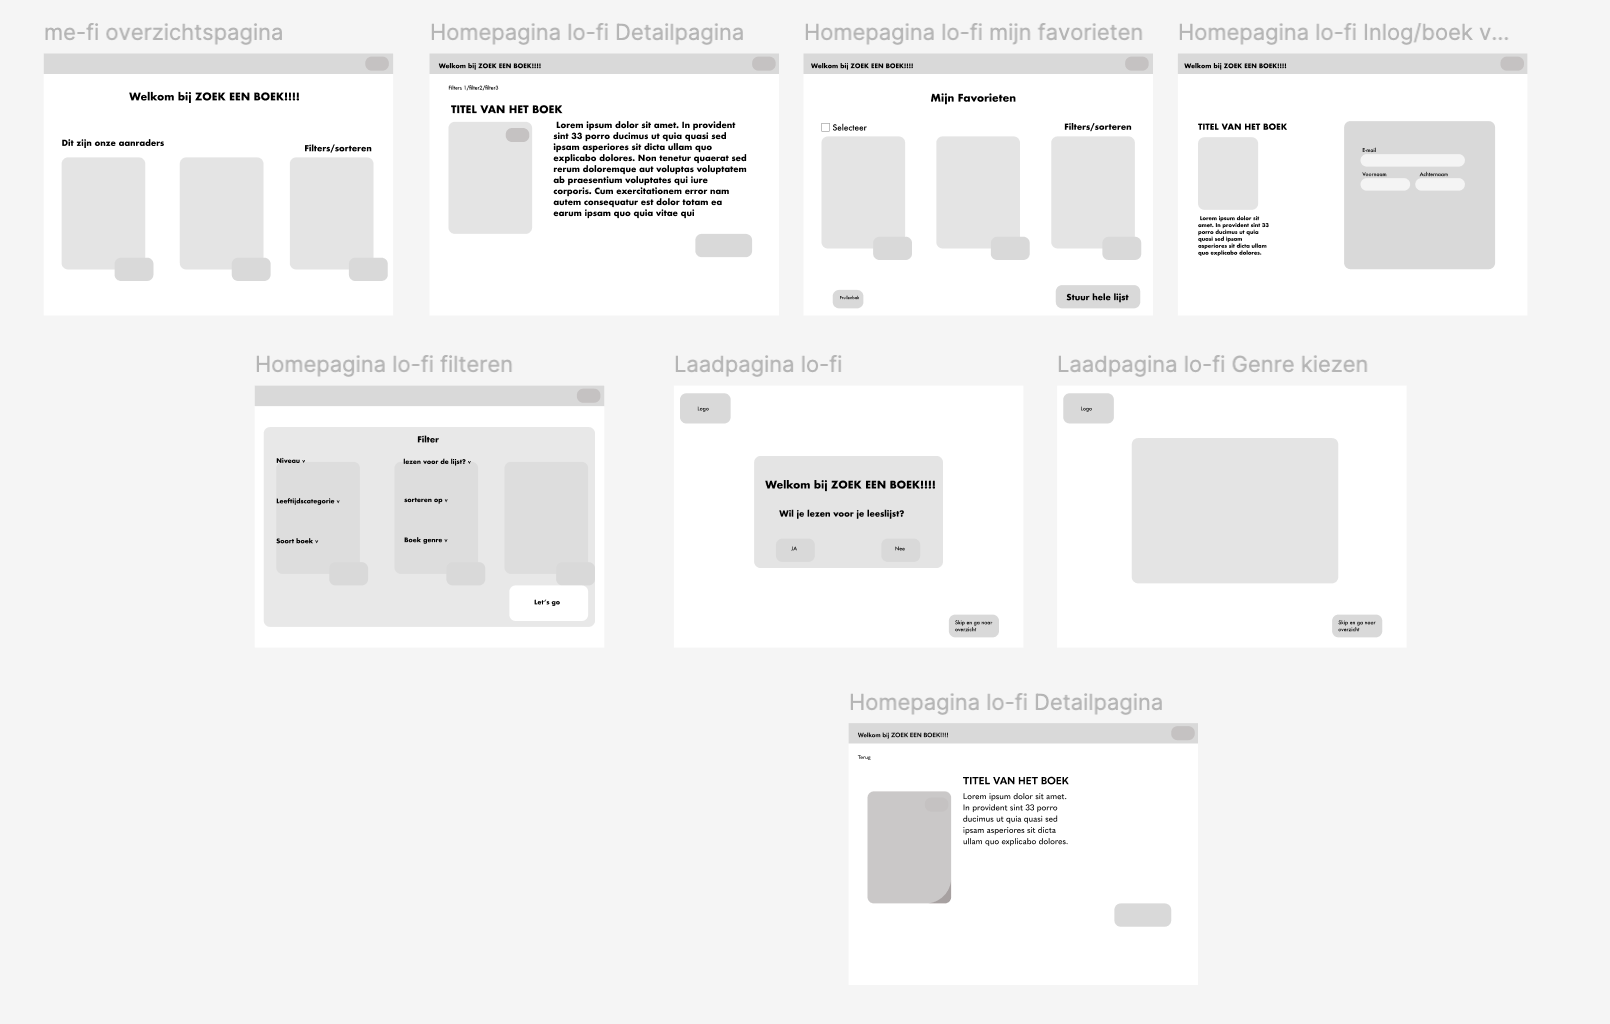 me-fi overzichtspagina
Welkom bij ZOEK EEN BOEK!!!!
Dit zijn onze aanraders
Filters/sorteren
Homepagina lo-fi Detailpagina
Welkom bij ZOEK EEN BOEK!!!!
Filters 1/filter2/filter3
TITEL VAN HET BOEK
Lorem ipsum dolor sit amet. In provident
sint 33 porro ducimus ut quia quasi sed
ipsam asperiores sit dicta ullam quo
explicabo dolores. Non tenetur quaerat sed
rerum doloremque aut voluptas voluptatem
ab praesentium voluptates qui iure
corporis. Cum exercitationem error nam
autem consequatur est dolor totam ea
earum ipsam quo quia vitae qui
Homepagina lo-fi mijn favorieten
Welkom bij ZOEK EEN BOEK!!!!
Mijn Favorieten
Selecteer
Filters/sorteren
Stuur hele lijst
Homepagina lo-fi Inlog/boek v...
Welkom bij ZOEK EEN BOEK!!!!
TITEL VAN HET BOEK
Lorem ipsum dolor sit
amet. In provident sint 33
porro ducimus ut quia
quasi sed ipsam
asperiores sit dicta ullam
quo explicabo dolores.
E-mail
Voornaam
Achternaam
Homepagina lo-fi filteren
Filter
Niveau v
lezen voor de lijst? v
Leeftijdscategorie v
sorteren op v
Soort boek v
Boek genre v
Let's go
Laadpagina lo-fi
Logo
Welkom bij ZOEK EEN BOEK!!!!
Wil je lezen voor je leeslijst?
JA
Nee
Skip en ga naar
overzicht
Laadpagina lo-fi Genre kiezen
Logo
Skip en ga naar
overzicht
Homepagina lo-fi Detailpagina
Welkom bij ZOEK EEN BOEK!!!!
Terug
TITEL VAN HET BOEK
Lorem ipsum dolor sit amet.
In provident sint 33 porro
ducimus ut quia quasi sed
ipsam asperiores sit dicta
ullam quo explicabo dolores.